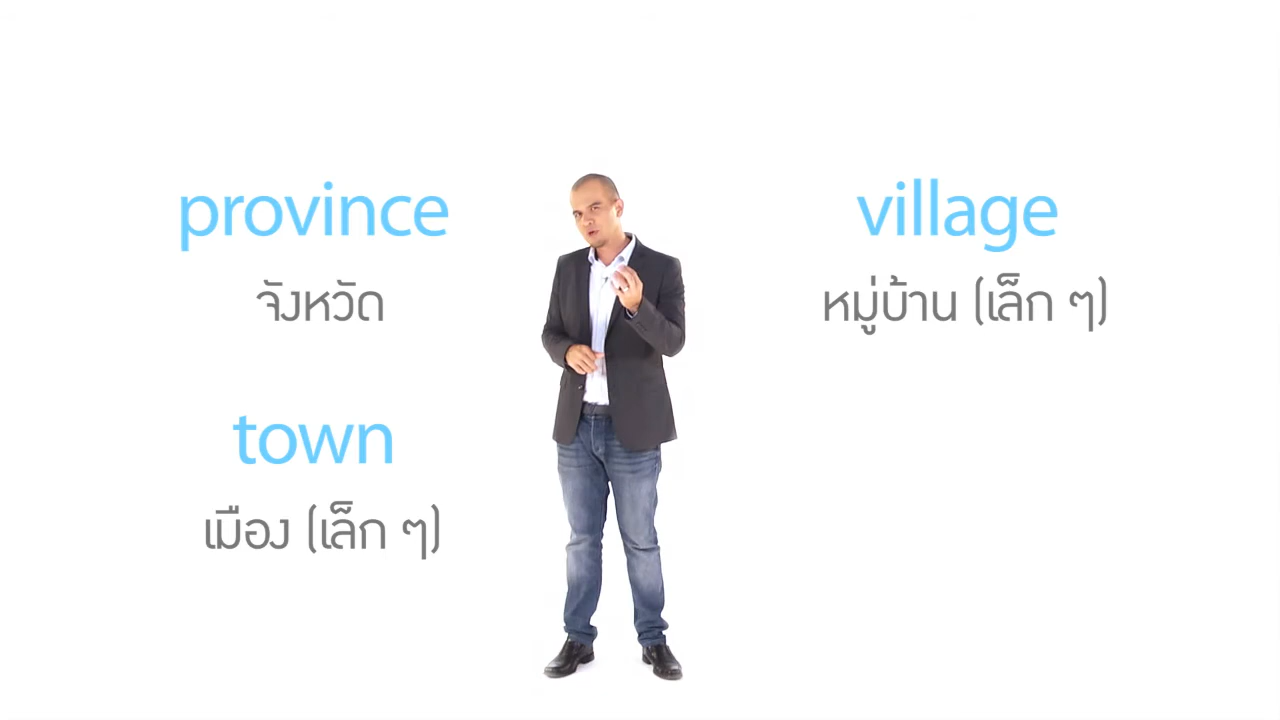 province
จังหวัด
village
หมู่บ้าน (เล็ก ๆ)
town
เมือง (เล็ก ๆ)